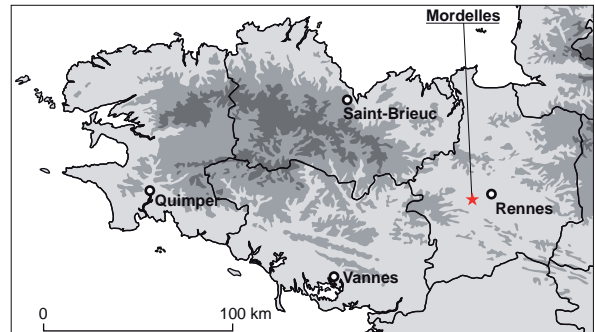 Mordelles
Saint-Brieuc
Quimper
Rennes
Vannes
0
100 km